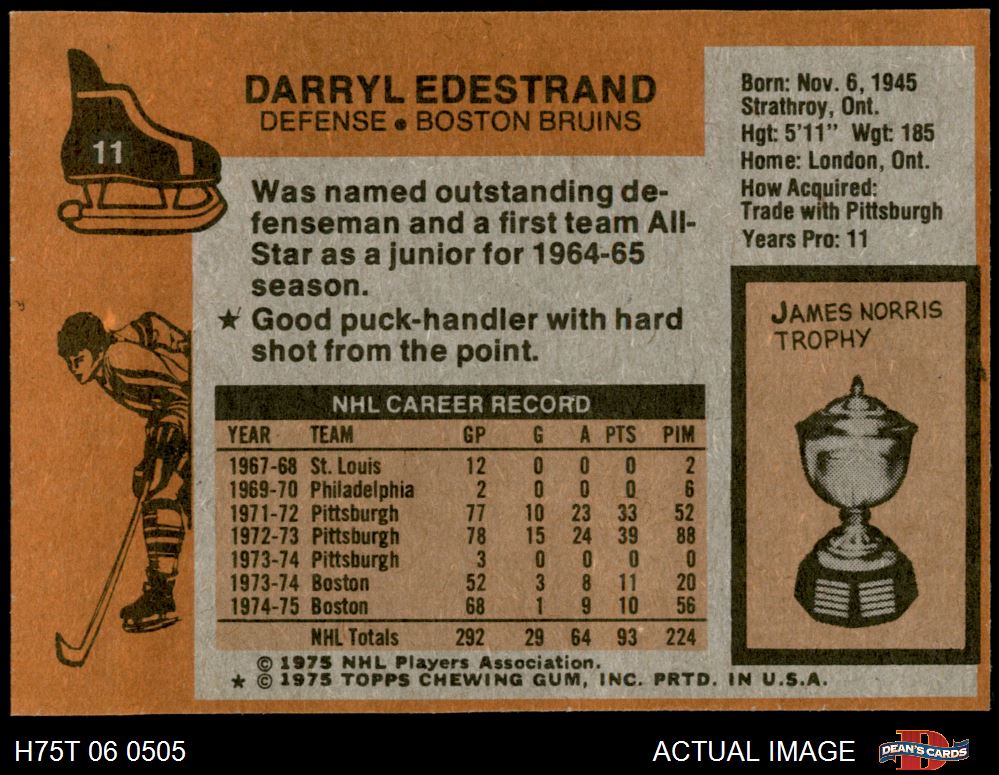 11
DARRYL EDESTRAND
DEFENSE ● BOSTON BRUINS
Born: Nov. 6, 1945
Strathroy, Ont.
Hgt: 5'11" Wgt: 185
Home: London, Ont.
How Acquired:
Trade with Pittsburgh
Years Pro: 11
Was named outstanding de-
fenseman and a first team All-
Star as a junior for 1964-65
season.
★ Good puck-handler with hard
shot from the point.
JAMES NORRIS
TROPHY
NHL CAREER RECORD
YEAR TEAM GP G A PTS PIM
1967-68 St. Louis 12 0 0 0 2
1969-70 Philadelphia 2 0 0 0 6
1971-72 Pittsburgh 77 10 23 33 52
1972-73 Pittsburgh 78 15 24 39 88
1973-74 Pittsburgh 3 0 0 0 0
1973-74 Boston 52 3 8 11 20
1974-75 Boston 68 1 9 10 56
NHL Totals 292 29 64 93 224
© 1975 NHL Players Association.
★ © 1975 TOPPS CHEWING GUM, INC. PRTD. IN U.S.A.
H75T 06 0505
ACTUAL IMAGE
DEAN'S CARDS